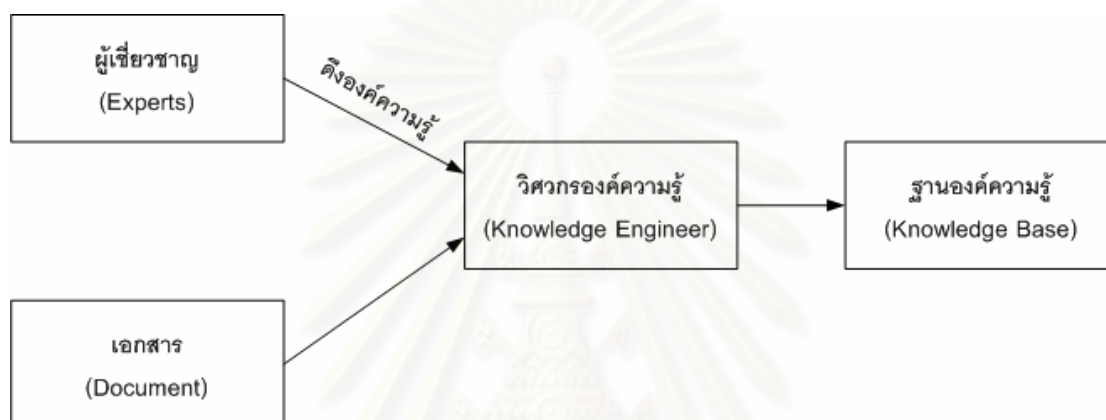 ผู้เชี่ยวชาญ
(Experts)
ดึงองค์ความรู้
วิศวกรองค์ความรู้
(Knowledge Engineer)
ฐานองค์ความรู้
(Knowledge Base)
เอกสาร
(Document)